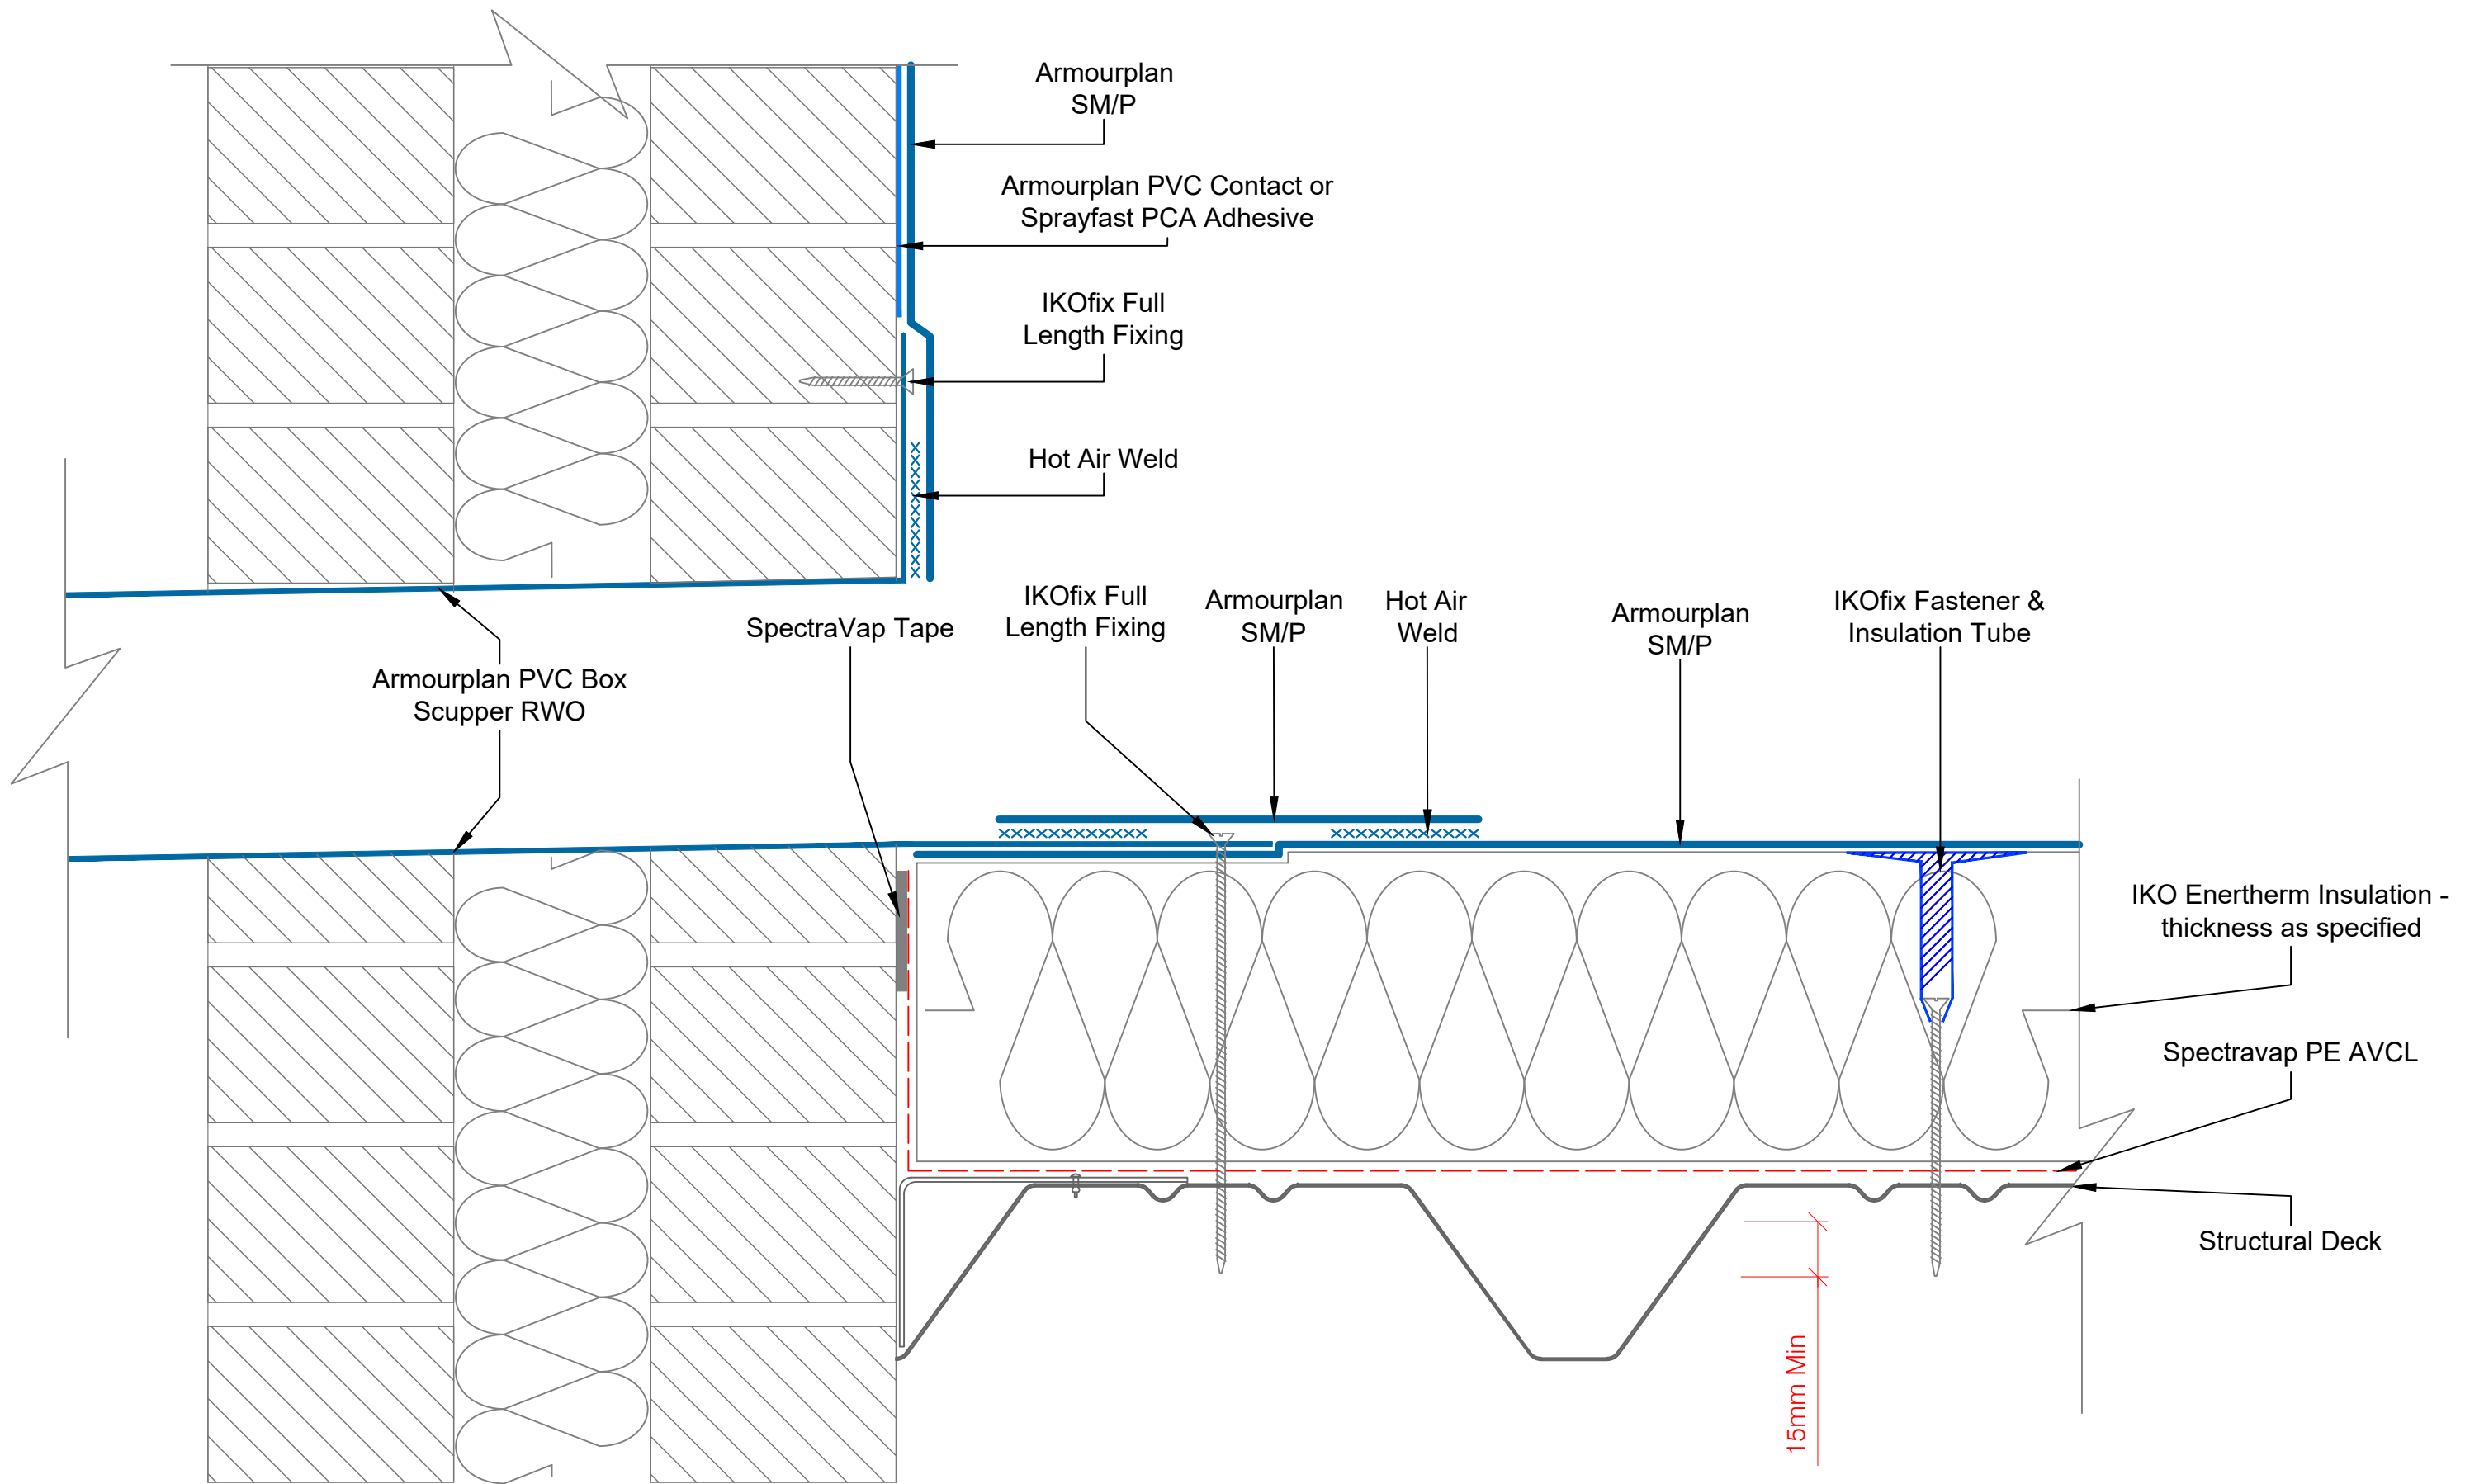 Armourplan
SM/P
Armourplan PVC Contact or
Sprayfast PCA Adhesive
IKOfix Full
Length Fixing
Hot Air Weld
IKOfix Full
Length Fixing
Armourplan
SM/P
Hot Air
Weld
Armourplan
SM/P
IKOfix Fastener &
Insulation Tube
SpectraVap Tape
Armourplan PVC Box
Scupper RWO
IKO Enertherm Insulation -
thickness as specified
Spectravap PE AVCL
Structural Deck
15mm Min